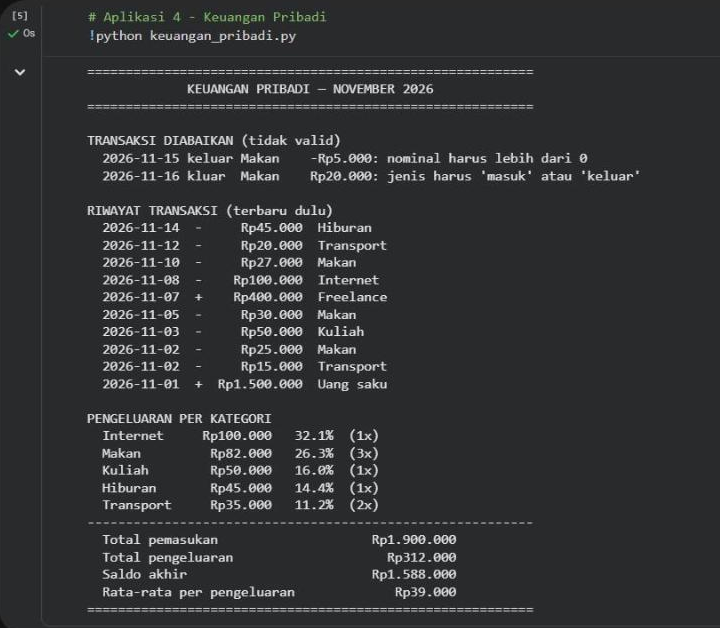 [5]
0s
# Aplikasi 4 - Keuangan Pribadi
!python keuangan_pribadi.py
==========================================================
KEUANGAN PRIBADI — NOVEMBER 2026
==========================================================
TRANSAKSI DIABAIKAN (tidak valid)
2026-11-15 keluar Makan    -Rp5.000: nominal harus lebih dari 0
2026-11-16 kluar  Makan    Rp20.000: jenis harus 'masuk' atau 'keluar'
RIWAYAT TRANSAKSI (terbaru dulu)
2026-11-14  -     Rp45.000  Hiburan
2026-11-12  -     Rp20.000  Transport
2026-11-10  -     Rp27.000  Makan
2026-11-08  -    Rp100.000  Internet
2026-11-07  +    Rp400.000  Freelance
2026-11-05  -     Rp30.000  Makan
2026-11-03  -     Rp50.000  Kuliah
2026-11-02  -     Rp25.000  Makan
2026-11-02  -     Rp15.000  Transport
2026-11-01  +  Rp1.500.000  Uang saku
PENGELUARAN PER KATEGORI
Internet     Rp100.000   32.1%  (1x)
Makan         Rp82.000   26.3%  (3x)
Kuliah        Rp50.000   16.0%  (1x)
Hiburan       Rp45.000   14.4%  (1x)
Transport     Rp35.000   11.2%  (2x)
----------------------------------------------------------
Total pemasukan                    Rp1.900.000
Total pengeluaran                    Rp312.000
Saldo akhir                        Rp1.588.000
Rata-rata per pengeluaran             Rp39.000
==========================================================